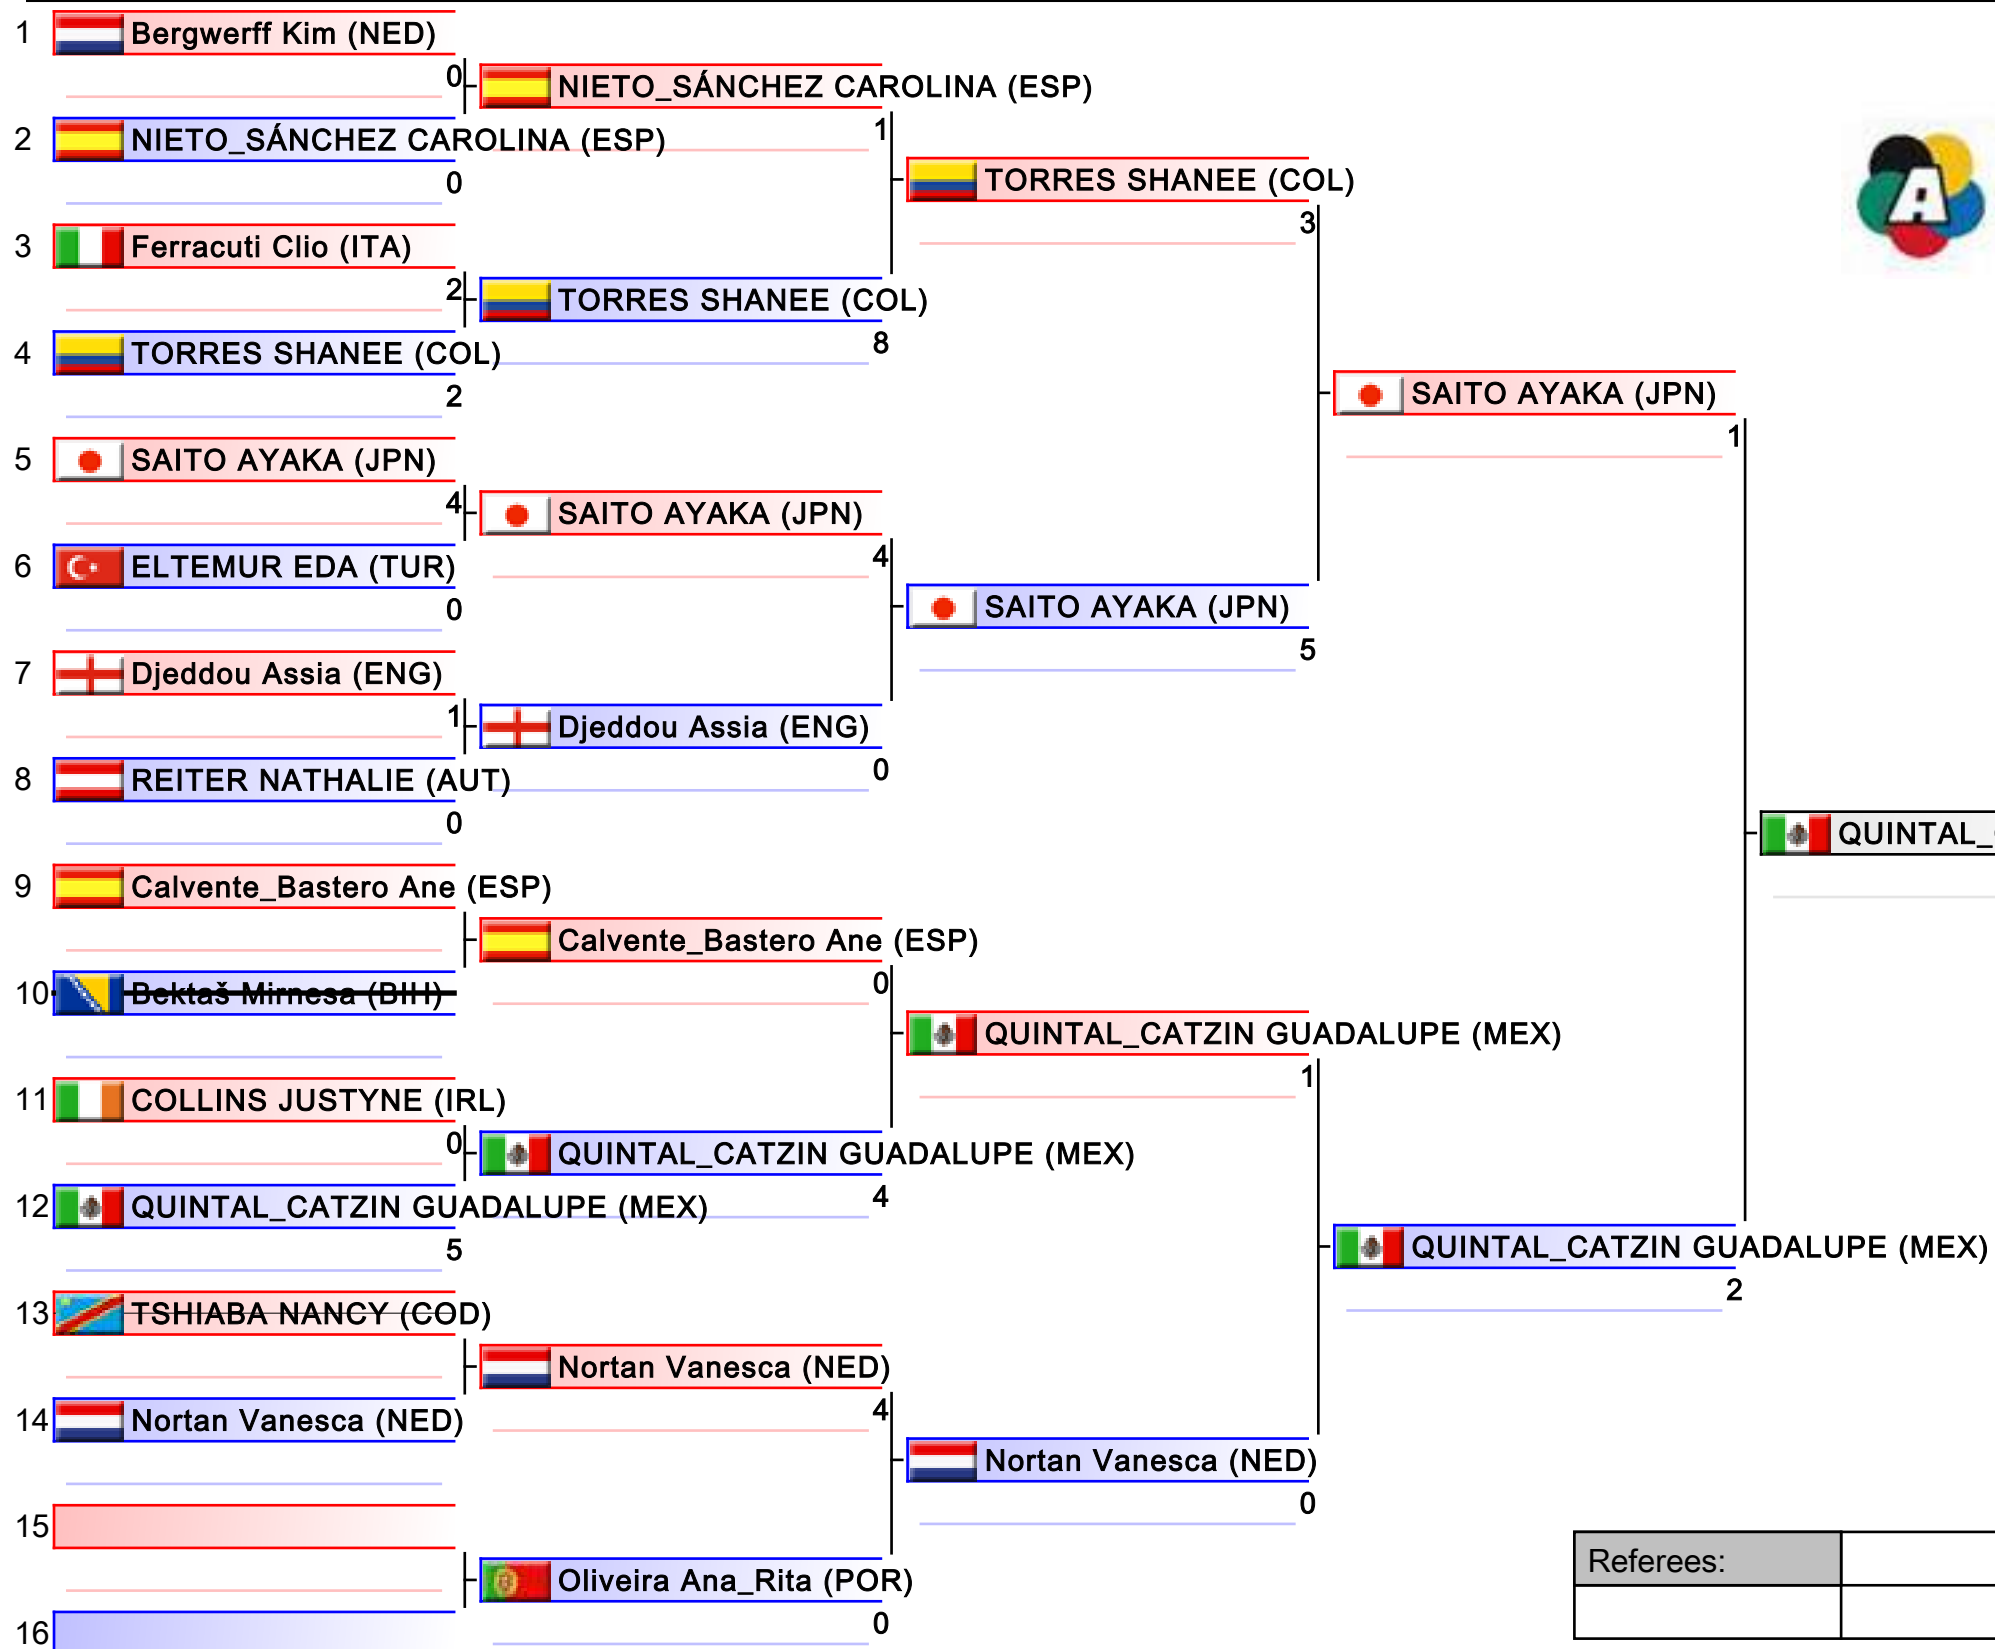 1 Bergwerff Kim (NED)
0
NIETO_SÁNCHEZ CAROLINA (ESP)
1
2 NIETO_SÁNCHEZ CAROLINA (ESP)
0
TORRES SHANEE (COL)
3
3 Ferracuti Clio (ITA)
2
TORRES SHANEE (COL)
8
4 TORRES SHANEE (COL)
2
SAITO AYAKA (JPN)
1
5 SAITO AYAKA (JPN)
4
SAITO AYAKA (JPN)
4
6 ELTEMUR EDA (TUR)
0
SAITO AYAKA (JPN)
5
7 Djeddou Assia (ENG)
1
Djeddou Assia (ENG)
0
8 REITER NATHALIE (AUT)
0
QUINTAL_
9 Calvente_Bastero Ane (ESP)
Calvente_Bastero Ane (ESP)
0
10 Bektaš Mirnesa (BIH)
QUINTAL_CATZIN GUADALUPE (MEX)
1
11 COLLINS JUSTYNE (IRL)
0
QUINTAL_CATZIN GUADALUPE (MEX)
4
12 QUINTAL_CATZIN GUADALUPE (MEX)
5
QUINTAL_CATZIN GUADALUPE (MEX)
2
13 TSHIABA NANCY (COD)
Nortan Vanesca (NED)
4
14 Nortan Vanesca (NED)
Nortan Vanesca (NED)
0
15
Oliveira Ana_Rita (POR)
0
16
A
Referees: